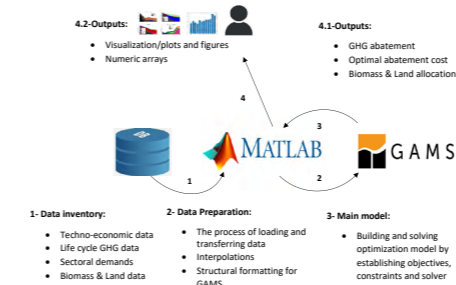 4.2-Outputs:
• Visualization/plots and figures
• Numeric arrays
4.1-Outputs:
• GHG abatement
• Optimal abatement cost
• Biomass & Land allocation
4
3
MATLAB
GAMS
1
2
1- Data inventory:
• Techno-economic data
• Life cycle GHG data
• Sectoral demands
• Biomass & Land data
2- Data Preparation:
• The process of loading and
transferring data
• Interpolations
• Structural formatting for
GAMS
3- Main model:
• Building and solving
optimization model by
establishing objectives,
constraints and solver